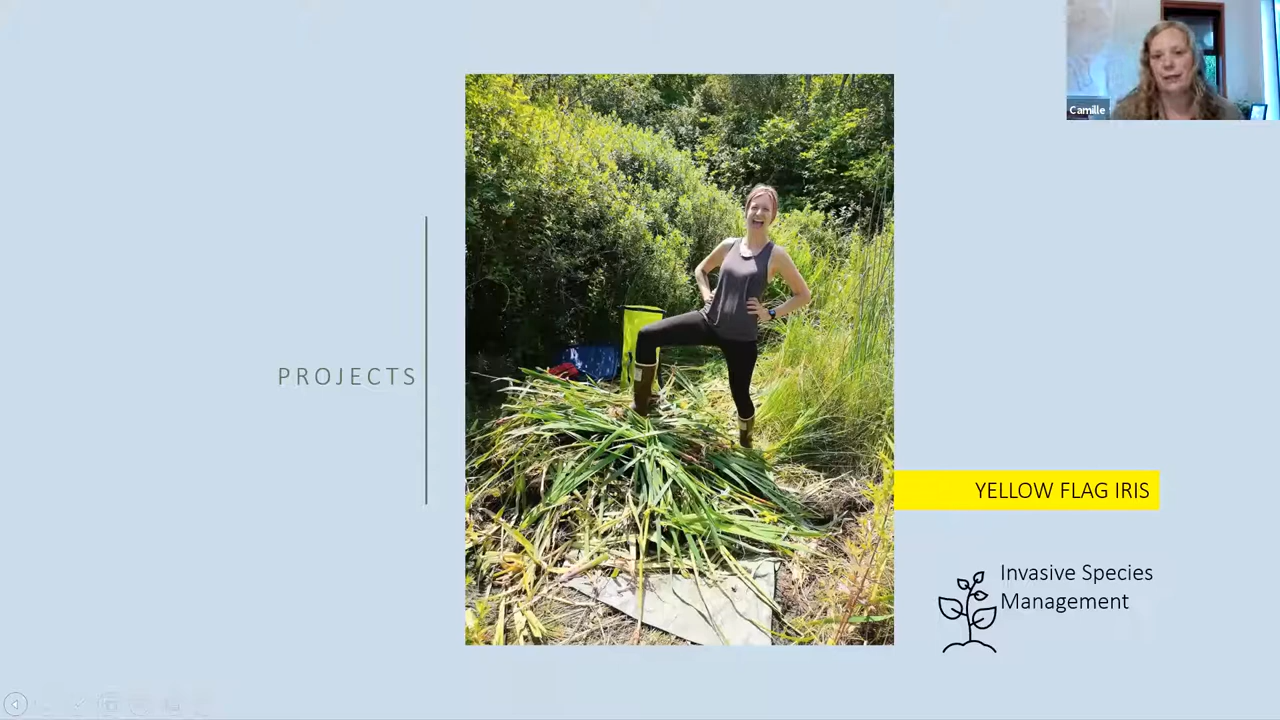 Camille
PROJECTS
YELLOW FLAG IRIS
Invasive Species
Management